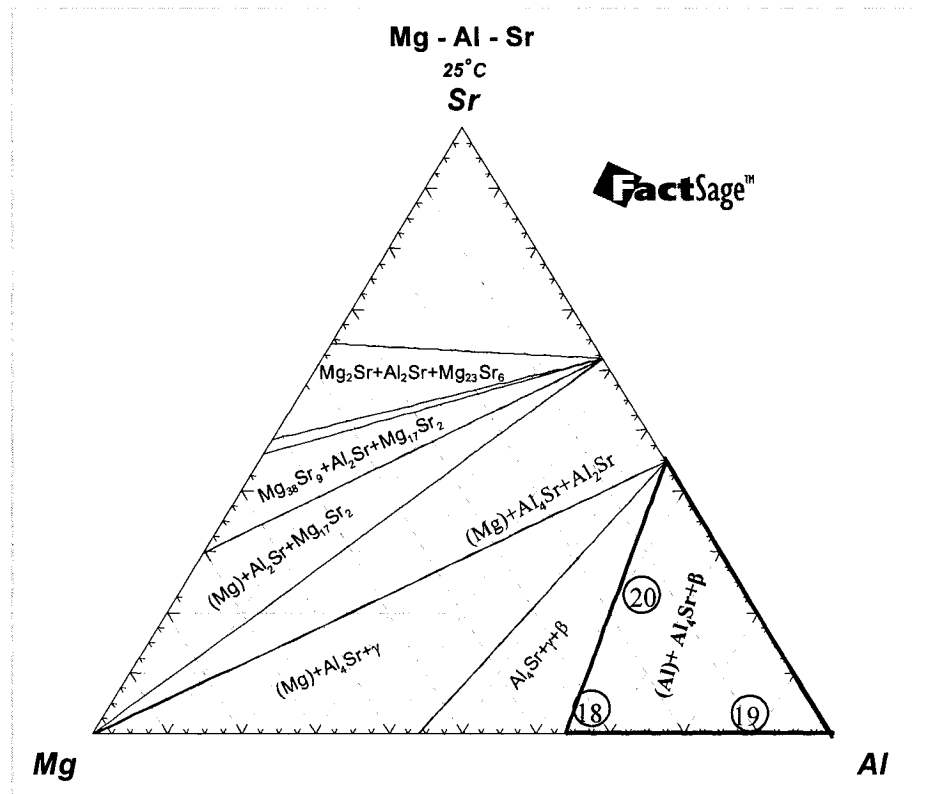 Mg - Al - Sr
25°C
Sr
FactSage™
Mg₂Sr+Al₂Sr+Mg₂₃Sr₆
Mg₃₈Sr₉+Al₂Sr+Mg₁₇Sr₂
(Mg)+Al₄Sr+Al₂Sr
(Mg)+Al₂Sr+Mg₁₇Sr₂
20
(Al)+ Al₄Sr+β
Al₄Sr+γ+β
(Mg)+Al₄Sr+γ
18
19
Mg
Al